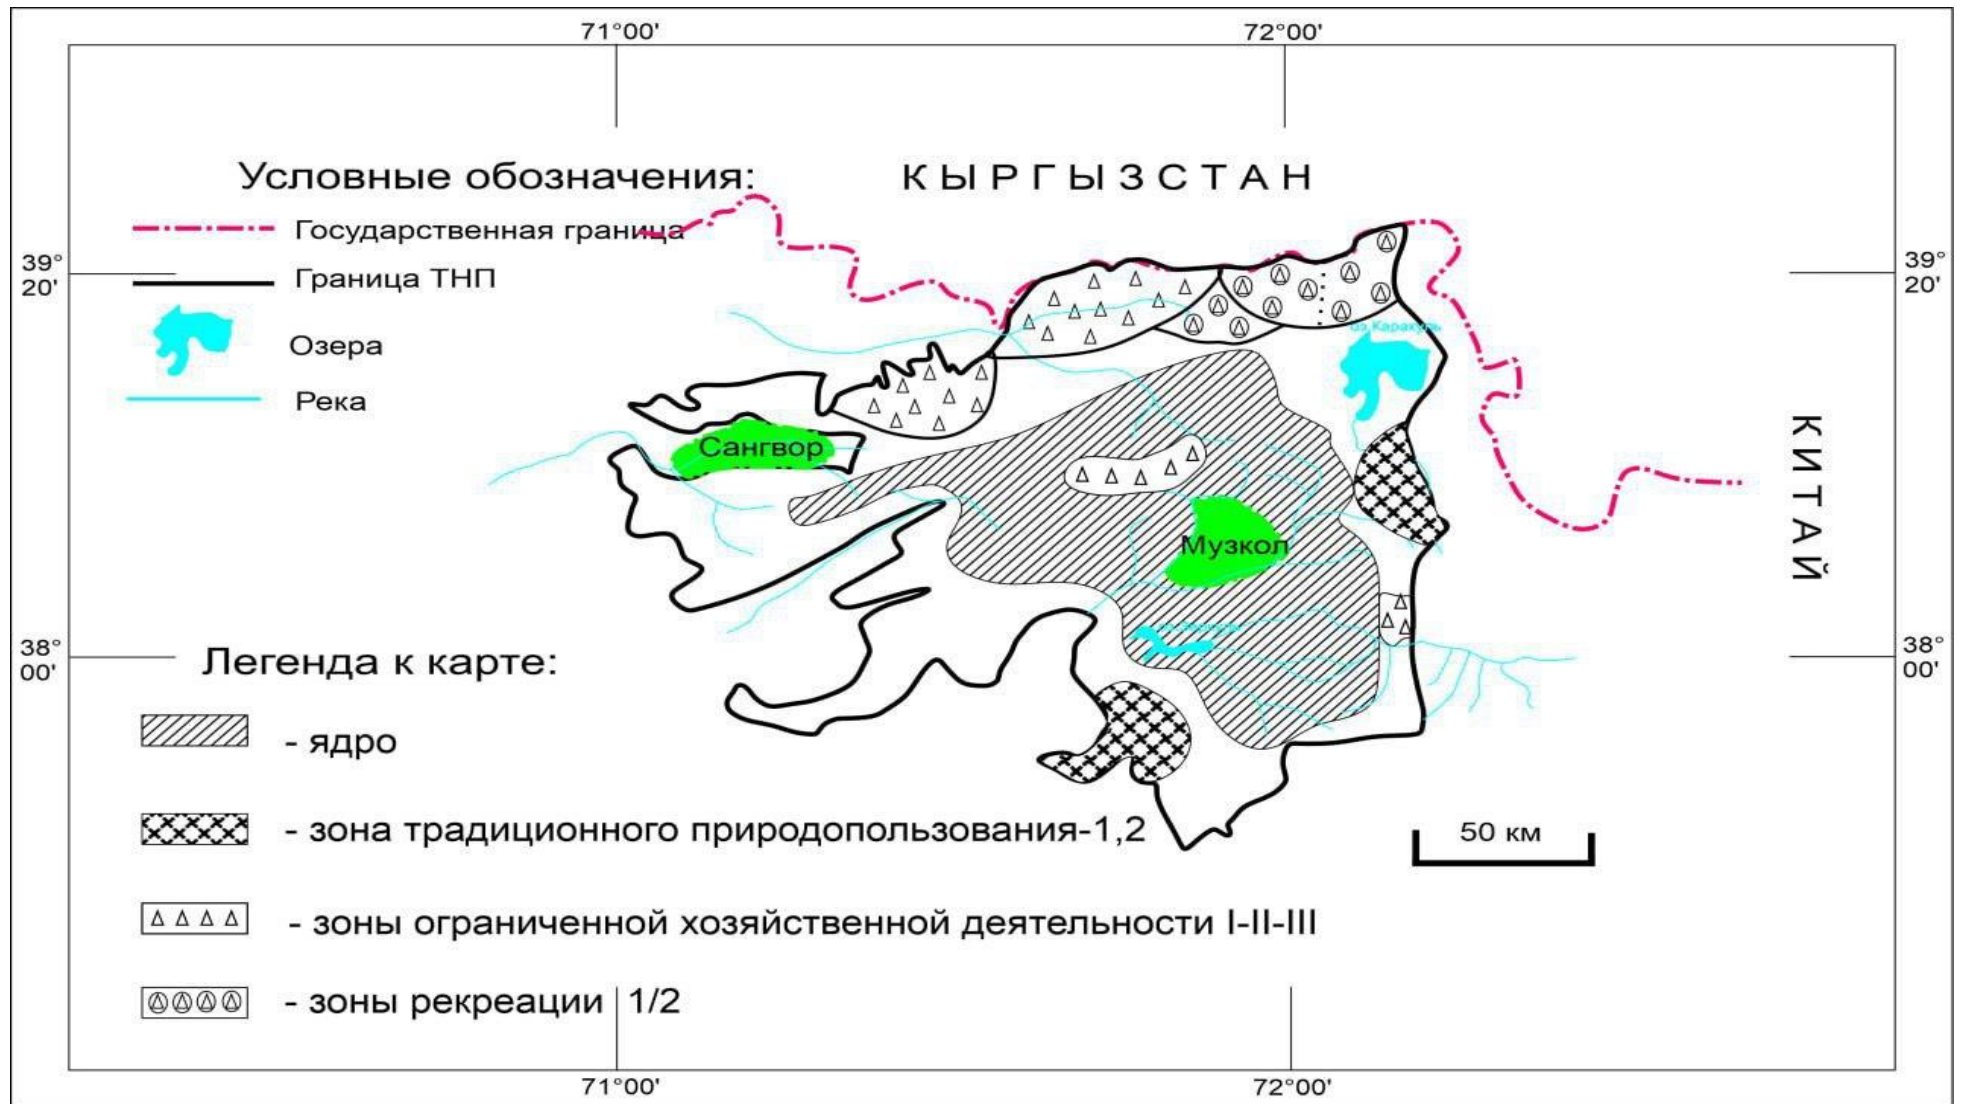 71°00'
72°00'
Условные обозначения:
КЫРГЫЗСТАН
Государственная граница
39°
20'
39°
20'
Граница ТНП
оз.Каракуль
Озера
Река
КИТАЙ
Сангвор
Музкол
38°
00'
38°
00'
Легенда к карте:
- ядро
- зона традиционного природопользования-1,2
50 км
- зоны ограниченной хозяйственной деятельности I-II-III
- зоны рекреации 1/2
71°00'
72°00'